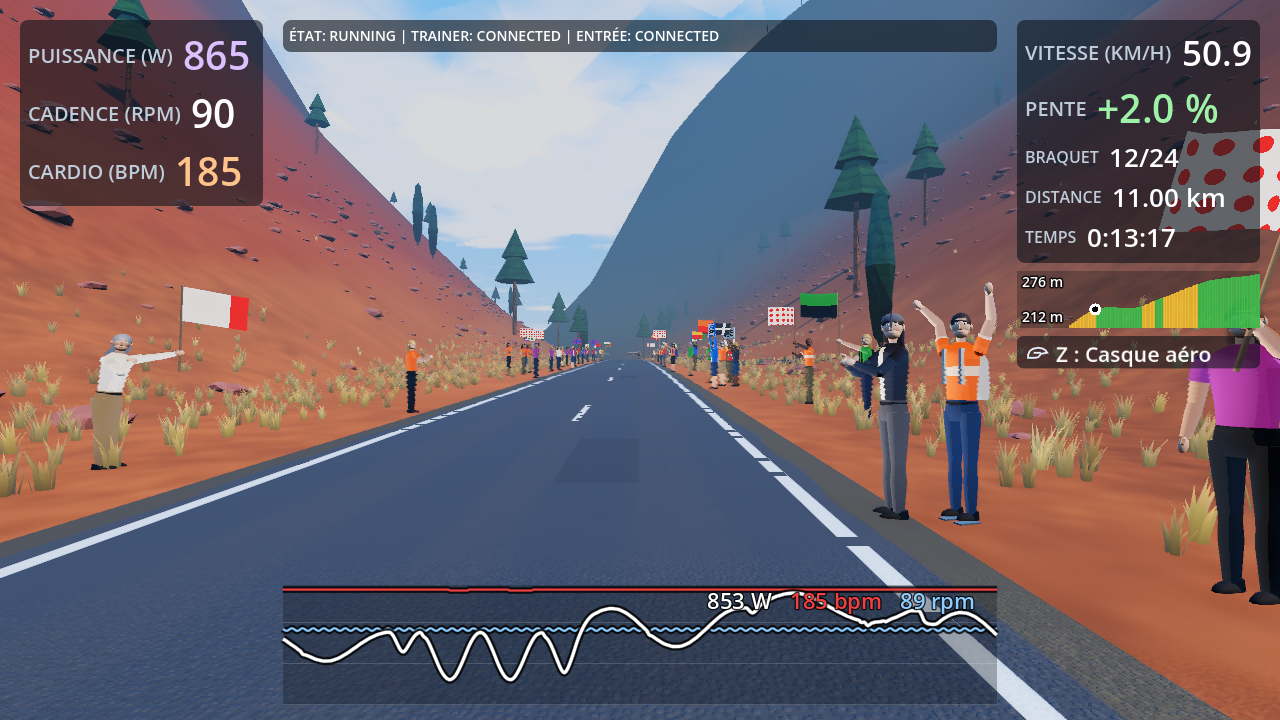 PUISSANCE (W) 865
CADENCE (RPM) 90
CARDIO (BPM) 185
ÉTAT: RUNNING | TRAINER: CONNECTED | ENTRÉE: CONNECTED
VITESSE (KM/H) 50.9
PENTE +2.0 %
BRAQUET 12/24
DISTANCE 11.00 km
TEMPS 0:13:17
276 m
212 m
Z : Casque aéro
853 W 185 bpm 89 rpm